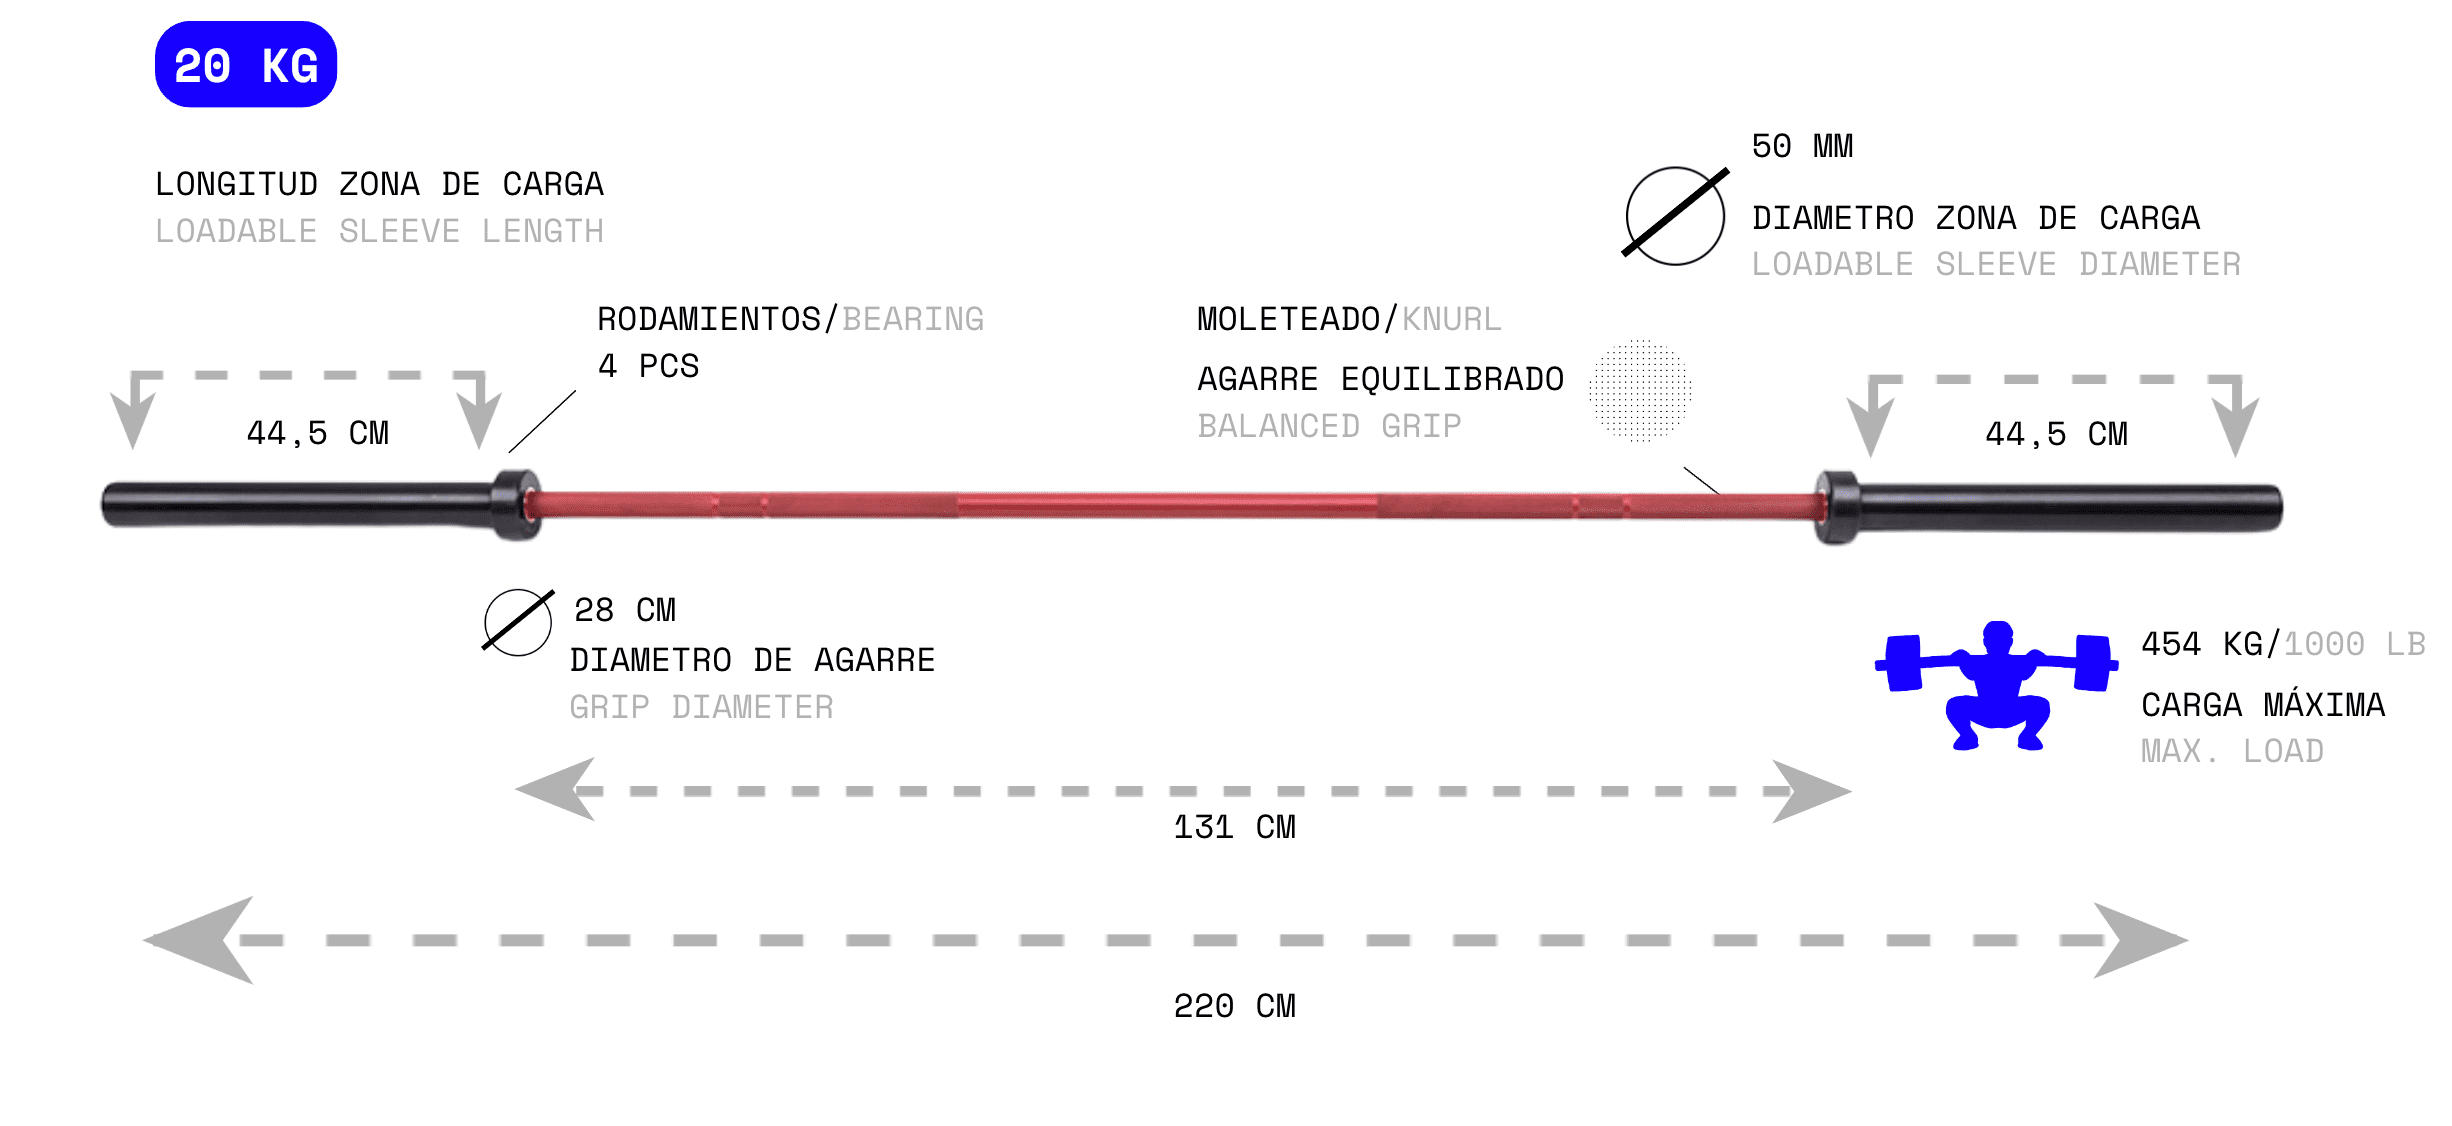 20 KG
LONGITUD ZONA DE CARGA
LOADABLE SLEEVE LENGTH
50 MM
DIAMETRO ZONA DE CARGA
LOADABLE SLEEVE DIAMETER
RODAMIENTOS/BEARING
4 PCS
MOLETEADO/KNURL
AGARRE EQUILIBRADO
BALANCED GRIP
44,5 CM
44,5 CM
28 CM
DIAMETRO DE AGARRE
GRIP DIAMETER
454 KG/1000 LB
CARGA MÁXIMA
MAX. LOAD
131 CM
220 CM